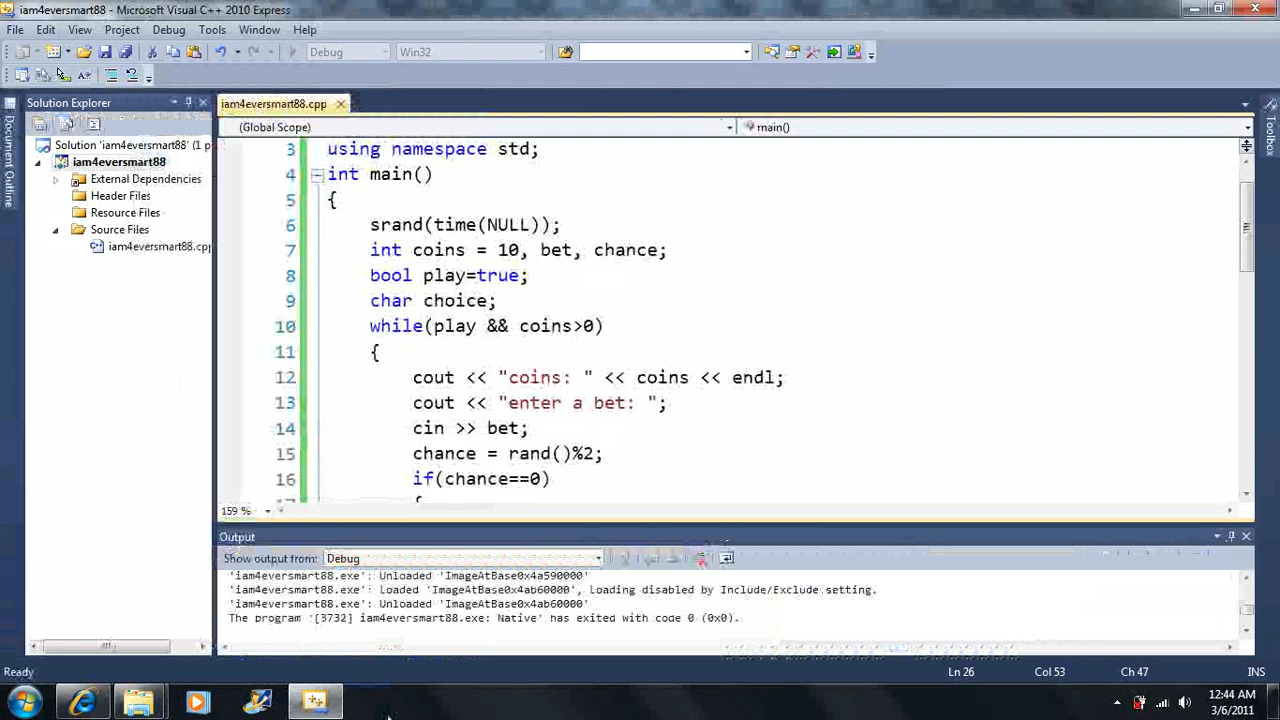 iam4eversmart88 - Microsoft Visual C++ 2010 Express
File Edit View Project Debug Tools Window Help
Debug Win32
iam4eversmart88.cpp
Solution Explorer
(Global Scope) main()
Document Outline
Toolbox
Solution 'iam4eversmart88' (1 p
iam4eversmart88
External Dependencies
Header Files
Resource Files
Source Files
iam4eversmart88.cpp
3 using namespace std;
4 int main()
5 {
6 srand(time(NULL));
7 int coins = 10, bet, chance;
8 bool play=true;
9 char choice;
10 while(play && coins>0)
11 {
12 cout << "coins: " << coins << endl;
13 cout << "enter a bet: ";
14 cin >> bet;
15 chance = rand()%2;
16 if(chance==0)
159 %
Output
Show output from: Debug
'iam4eversmart88.exe': Unloaded 'ImageAtBase0x4a590000'
'iam4eversmart88.exe': Loaded 'ImageAtBase0x4ab60000', Loading disabled by Include/Exclude setting.
'iam4eversmart88.exe': Unloaded 'ImageAtBase0x4ab60000'
The program '[3732] iam4eversmart88.exe: Native' has exited with code 0 (0x0).
Ready Ln 26 Col 53 Ch 47 INS
12:44 AM
3/6/2011